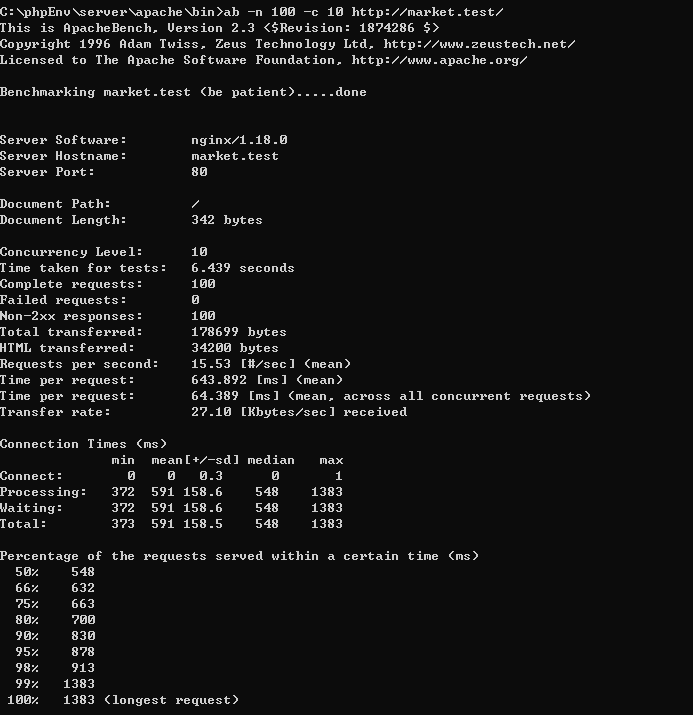 C:\phpEnv\server\apache\bin>ab -n 100 -c 10 http://market.test/
This is ApacheBench, Version 2.3 <$Revision: 1874286 $>
Copyright 1996 Adam Twiss, Zeus Technology Ltd, http://www.zeustech.net/
Licensed to The Apache Software Foundation, http://www.apache.org/

Benchmarking market.test (be patient).....done


Server Software:        nginx/1.18.0
Server Hostname:        market.test
Server Port:            80

Document Path:          /
Document Length:        342 bytes

Concurrency Level:      10
Time taken for tests:   6.439 seconds
Complete requests:      100
Failed requests:        0
Non-2xx responses:      100
Total transferred:      178699 bytes
HTML transferred:       34200 bytes
Requests per second:    15.53 [#/sec] (mean)
Time per request:       643.892 [ms] (mean)
Time per request:       64.389 [ms] (mean, across all concurrent requests)
Transfer rate:          27.10 [Kbytes/sec] received

Connection Times (ms)
              min  mean[+/-sd] median   max
Connect:        0    0   0.3      0       1
Processing:   372  591 158.6    548    1383
Waiting:      372  591 158.6    548    1383
Total:        373  591 158.5    548    1383

Percentage of the requests served within a certain time (ms)
  50%    548
  66%    632
  75%    663
  80%    700
  90%    830
  95%    878
  98%    913
  99%   1383
 100%   1383 (longest request)